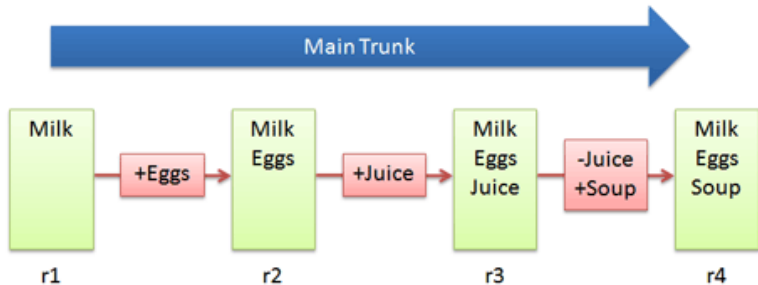 Main Trunk
Milk
+Eggs
Milk
Eggs
+Juice
Milk
Eggs
Juice
-Juice
+Soup
Milk
Eggs
Soup
r1
r2
r3
r4